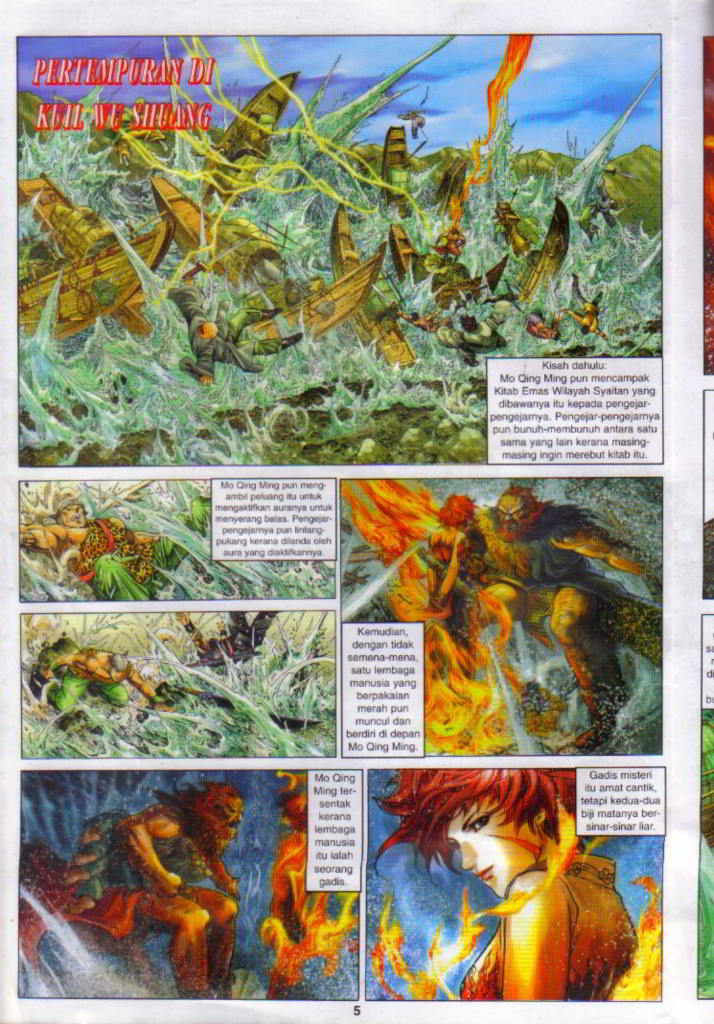 PERTEMPURAN DI
KUIL WU SHUANG
Kisah dahulu:
Mo Qing Ming pun mencampak
Kitab Emas Wilayah Syaitan yang
dibawanya itu kepada pengejar-
pengejarnya. Pengejar-pengejarnya
pun bunuh-membunuh antara satu
sama yang lain kerana masing-
masing ingin merebut kitab itu.
Mo Qing Ming pun meng-
ambil peluang itu untuk
mengaktifkan auranya untuk
menyerang balas. Pengejar-
pengejarnya pun lintang-
pukang kerana dilanda oleh
aura yang diaktifkannya.
Kemudian,
dengan tidak
semena-mena,
satu lembaga
manusia yang
berpakaian
merah pun
muncul dan
berdiri di depan
Mo Qing Ming.
Mo Qing
Ming ter-
sentak
kerana
lembaga
manusia
itu ialah
seorang
gadis.
Gadis misteri
itu amat cantik,
tetapi kedua-dua
biji matanya ber-
sinar-sinar liar.
5